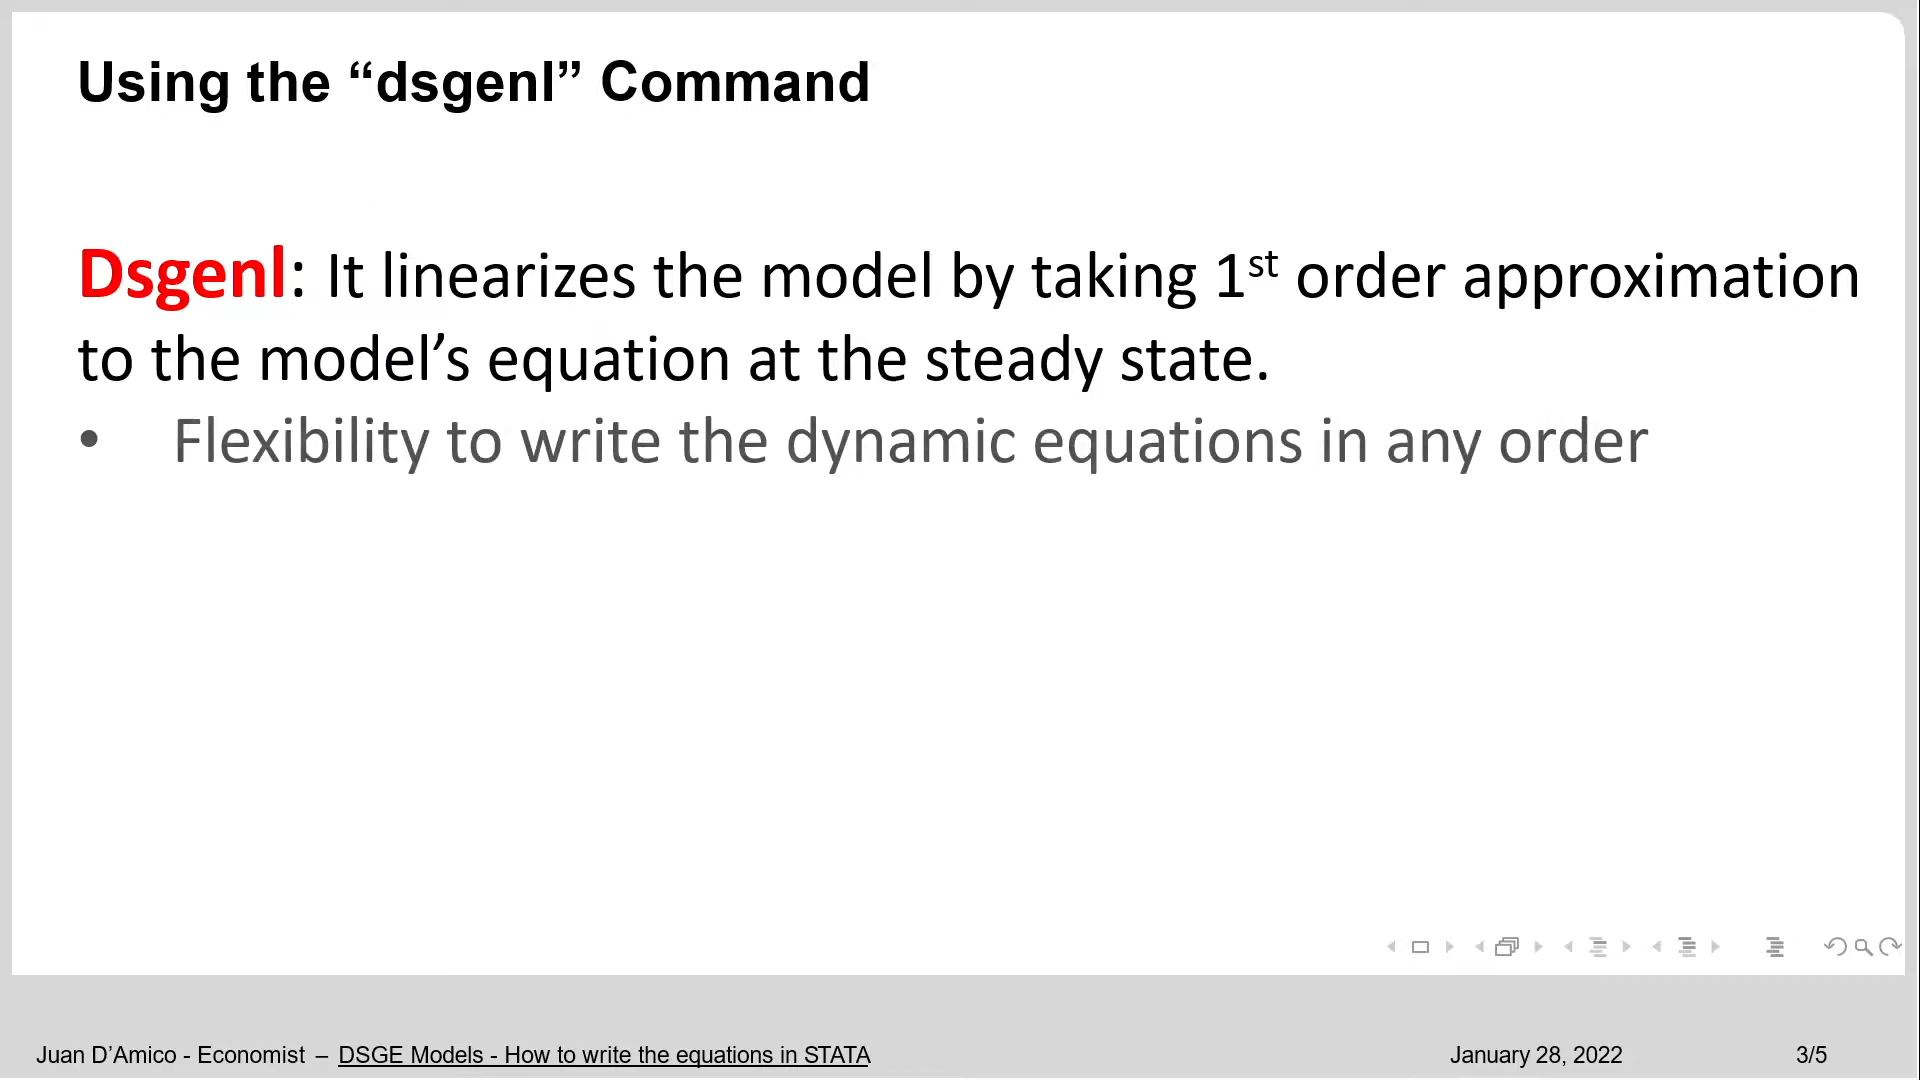 Using the “dsgenl” Command
Dsgenl: It linearizes the model by taking 1st order approximation
to the model’s equation at the steady state.
• Flexibility to write the dynamic equations in any order
Juan D’Amico - Economist – DSGE Models - How to write the equations in STATA January 28, 2022 3/5